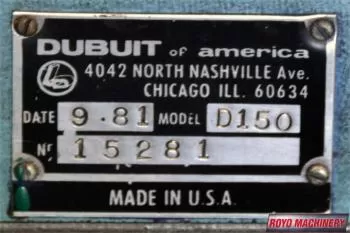 DUBUIT of america
4042 NORTH NASHVILLE Ave.
CHICAGO ILL. 60634
DATE 9.81 MODEL D150
Nr 15281
MADE IN U.S.A.
ROYO MACHINERY